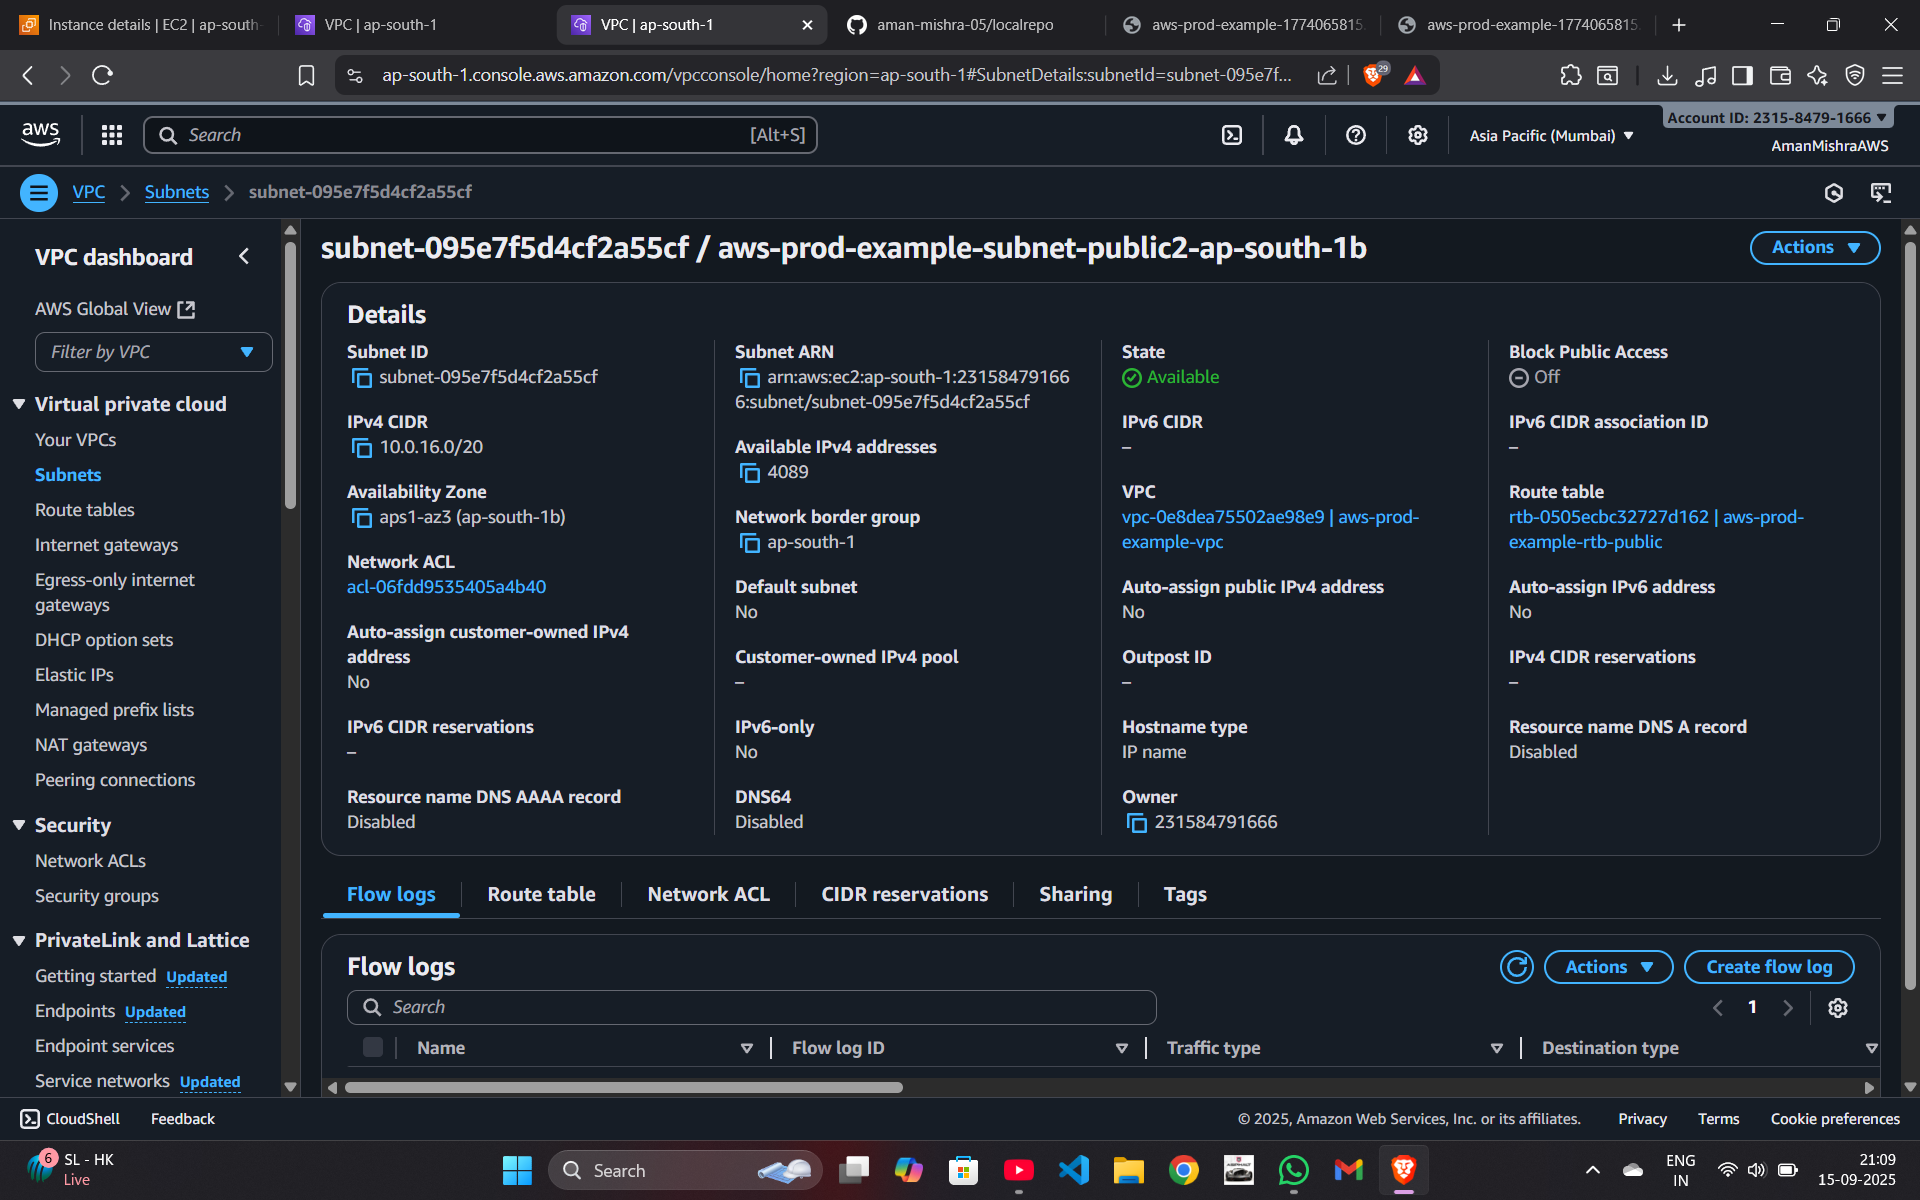 Instance details | EC2 | ap-south-
VPC | ap-south-1
VPC | ap-south-1
aman-mishra-05/localrepo
aws-prod-example-1774065815.
aws-prod-example-1774065815.
ap-south-1.console.aws.amazon.com/vpcconsole/home?region=ap-south-1#SubnetDetails:subnetId=subnet-095e7f...
29
aws
Search
[Alt+S]
Asia Pacific (Mumbai)
Account ID: 2315-8479-1666
AmanMishraAWS
VPC
Subnets
subnet-095e7f5d4cf2a55cf
VPC dashboard
AWS Global View
Filter by VPC
Virtual private cloud
Your VPCs
Subnets
Route tables
Internet gateways
Egress-only internet
gateways
DHCP option sets
Elastic IPs
Managed prefix lists
NAT gateways
Peering connections
Security
Network ACLs
Security groups
PrivateLink and Lattice
Getting started Updated
Endpoints Updated
Endpoint services
Service networks Updated
subnet-095e7f5d4cf2a55cf / aws-prod-example-subnet-public2-ap-south-1b
Actions
Details
Subnet ID
subnet-095e7f5d4cf2a55cf
IPv4 CIDR
10.0.16.0/20
Availability Zone
aps1-az3 (ap-south-1b)
Network ACL
acl-06fdd9535405a4b40
Auto-assign customer-owned IPv4
address
No
IPv6 CIDR reservations
–
Resource name DNS AAAA record
Disabled
Subnet ARN
arn:aws:ec2:ap-south-1:23158479166
6:subnet/subnet-095e7f5d4cf2a55cf
Available IPv4 addresses
4089
Network border group
ap-south-1
Default subnet
No
Customer-owned IPv4 pool
–
IPv6-only
No
DNS64
Disabled
State
Available
IPv6 CIDR
–
VPC
vpc-0e8dea75502ae98e9 | aws-prod-
example-vpc
Auto-assign public IPv4 address
No
Outpost ID
–
Hostname type
IP name
Owner
231584791666
Block Public Access
Off
IPv6 CIDR association ID
–
Route table
rtb-0505ecbc32727d162 | aws-prod-
example-rtb-public
Auto-assign IPv6 address
No
IPv4 CIDR reservations
–
Resource name DNS A record
Disabled
Flow logs
Route table
Network ACL
CIDR reservations
Sharing
Tags
Flow logs
Actions
Create flow log
Search
1
Name
Flow log ID
Traffic type
Destination type
CloudShell
Feedback
© 2025, Amazon Web Services, Inc. or its affiliates.
Privacy
Terms
Cookie preferences
6
SL - HK
Live
Search
ENG
IN
21:09
15-09-2025